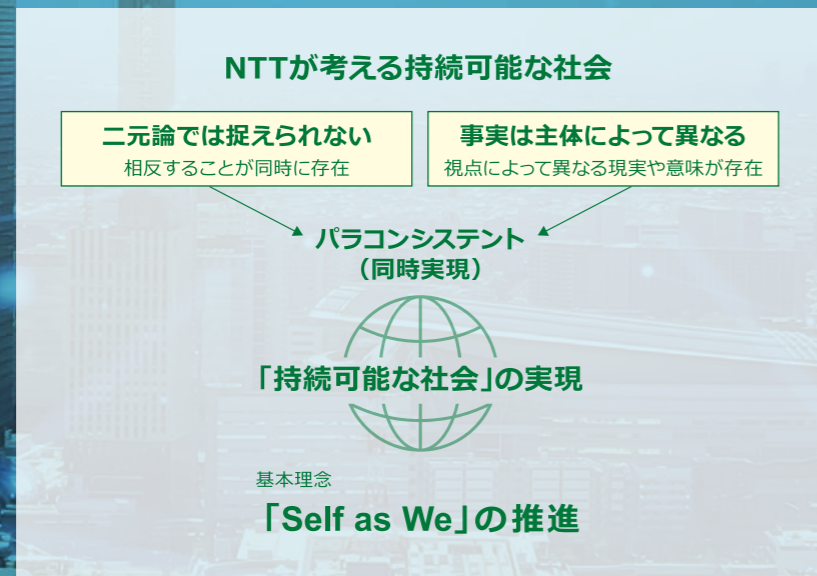 NTTが考える持続可能な社会
二元論では捉えられない
相反することが同時に存在
事実は主体によって異なる
視点によって異なる現実や意味が存在
パラコンシステント
（同時実現）
「持続可能な社会」の実現
基本理念
「Self as We」の推進